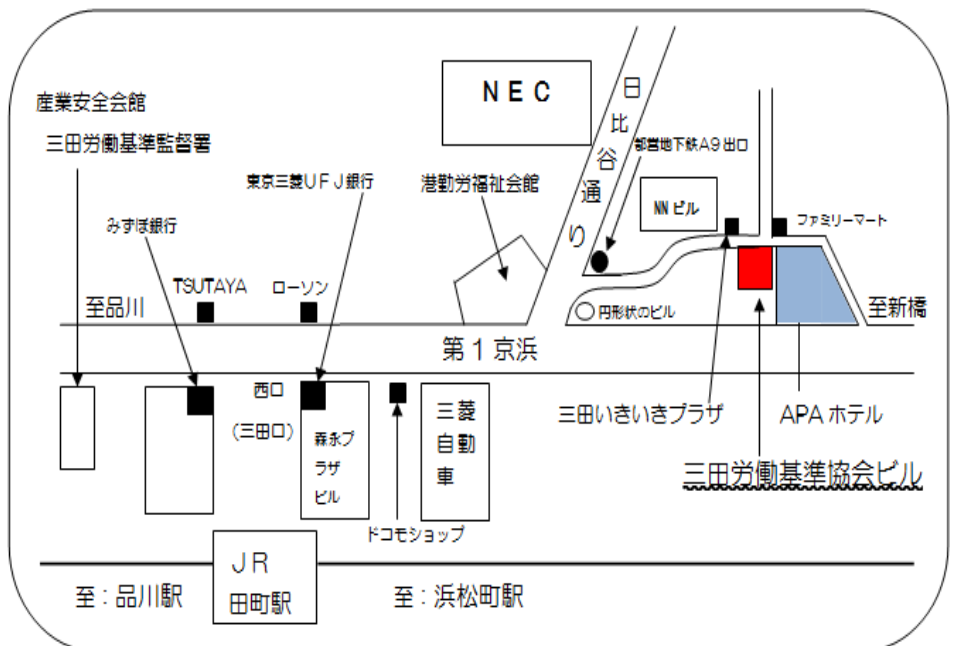 NEC
日比谷通り
産業安全会館
三田労働基準監督署
都営地下鉄A9出口
東京三菱UFJ銀行
港勤労福祉会館
NNビル
みずほ銀行
ファミリーマート
TSUTAYA
ローソン
至品川
円形状のビル
至新橋
第1京浜
西口
(三田口)
森永プ
ラザ
ビル
三菱
自動
車
三田いきいきプラザ
APAホテル
三田労働基準協会ビル
ドコモショップ
JR
田町駅
至:品川駅
至:浜松町駅